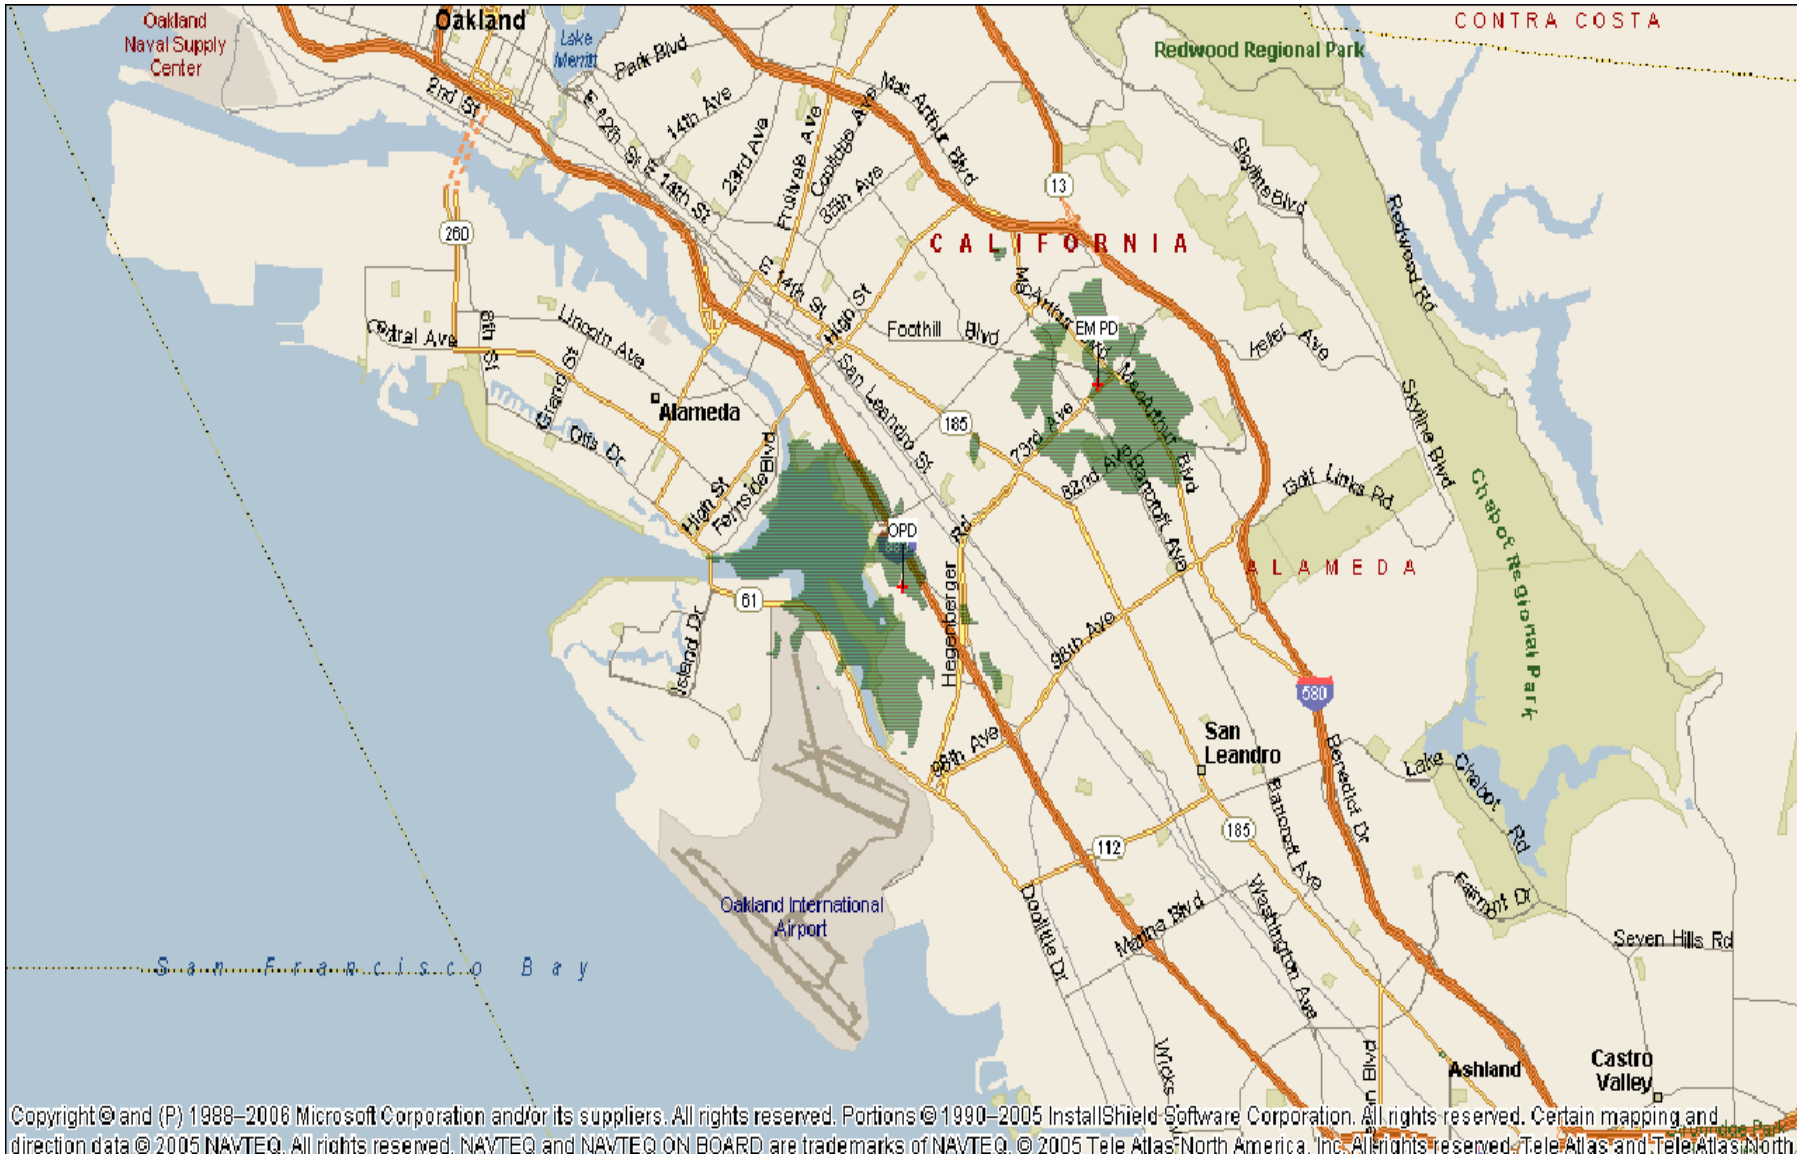 Oakland
Naval Supply
Center
Oakland
Lake
Merritt
Park Blvd
2nd St
E 12th St
E 14th St
14th Ave
23rd Ave
Fruitvale Ave
Coolidge Ave
35th Ave
Mac Arthur Blvd
Redwood Regional Park
CONTRA COSTA
Skyline Blvd
Redwood Rd
13
260
CALIFORNIA
E 14th St
High St
Foothill Blvd
EM PD
Keller Ave
Central Ave
8th St
Lincoln Ave
Grand St
Otis Dr
Alameda
San Leandro St
185
73rd Ave
82nd Ave
MacArthur Blvd
Bancroft Ave
Golf Links Rd
Skyline Blvd
Chabot Regional Park
High St
Fernside Blvd
OPD
880
Hegenberger Rd
ALAMEDA
61
Island Dr
98th Ave
98th Ave
580
San
Leandro
Benedict Dr
Lake Chabot Rd
Bancroft Ave
185
112
Fairmont Dr
Oakland International
Airport
Doolittle Dr
Marina Blvd
Washington Ave
Seven Hills Rd
San Francisco Bay
Wicks
Blvd
Ashland
Castro
Valley
Copyright © and (P) 1988–2006 Microsoft Corporation and/or its suppliers. All rights reserved. Portions © 1990–2005 InstallShield Software Corporation. All rights reserved. Certain mapping and
direction data © 2005 NAVTEQ. All rights reserved. NAVTEQ and NAVTEQ ON BOARD are trademarks of NAVTEQ. © 2005 Tele Atlas North America, Inc. All rights reserved. Tele Atlas and Tele Atlas North